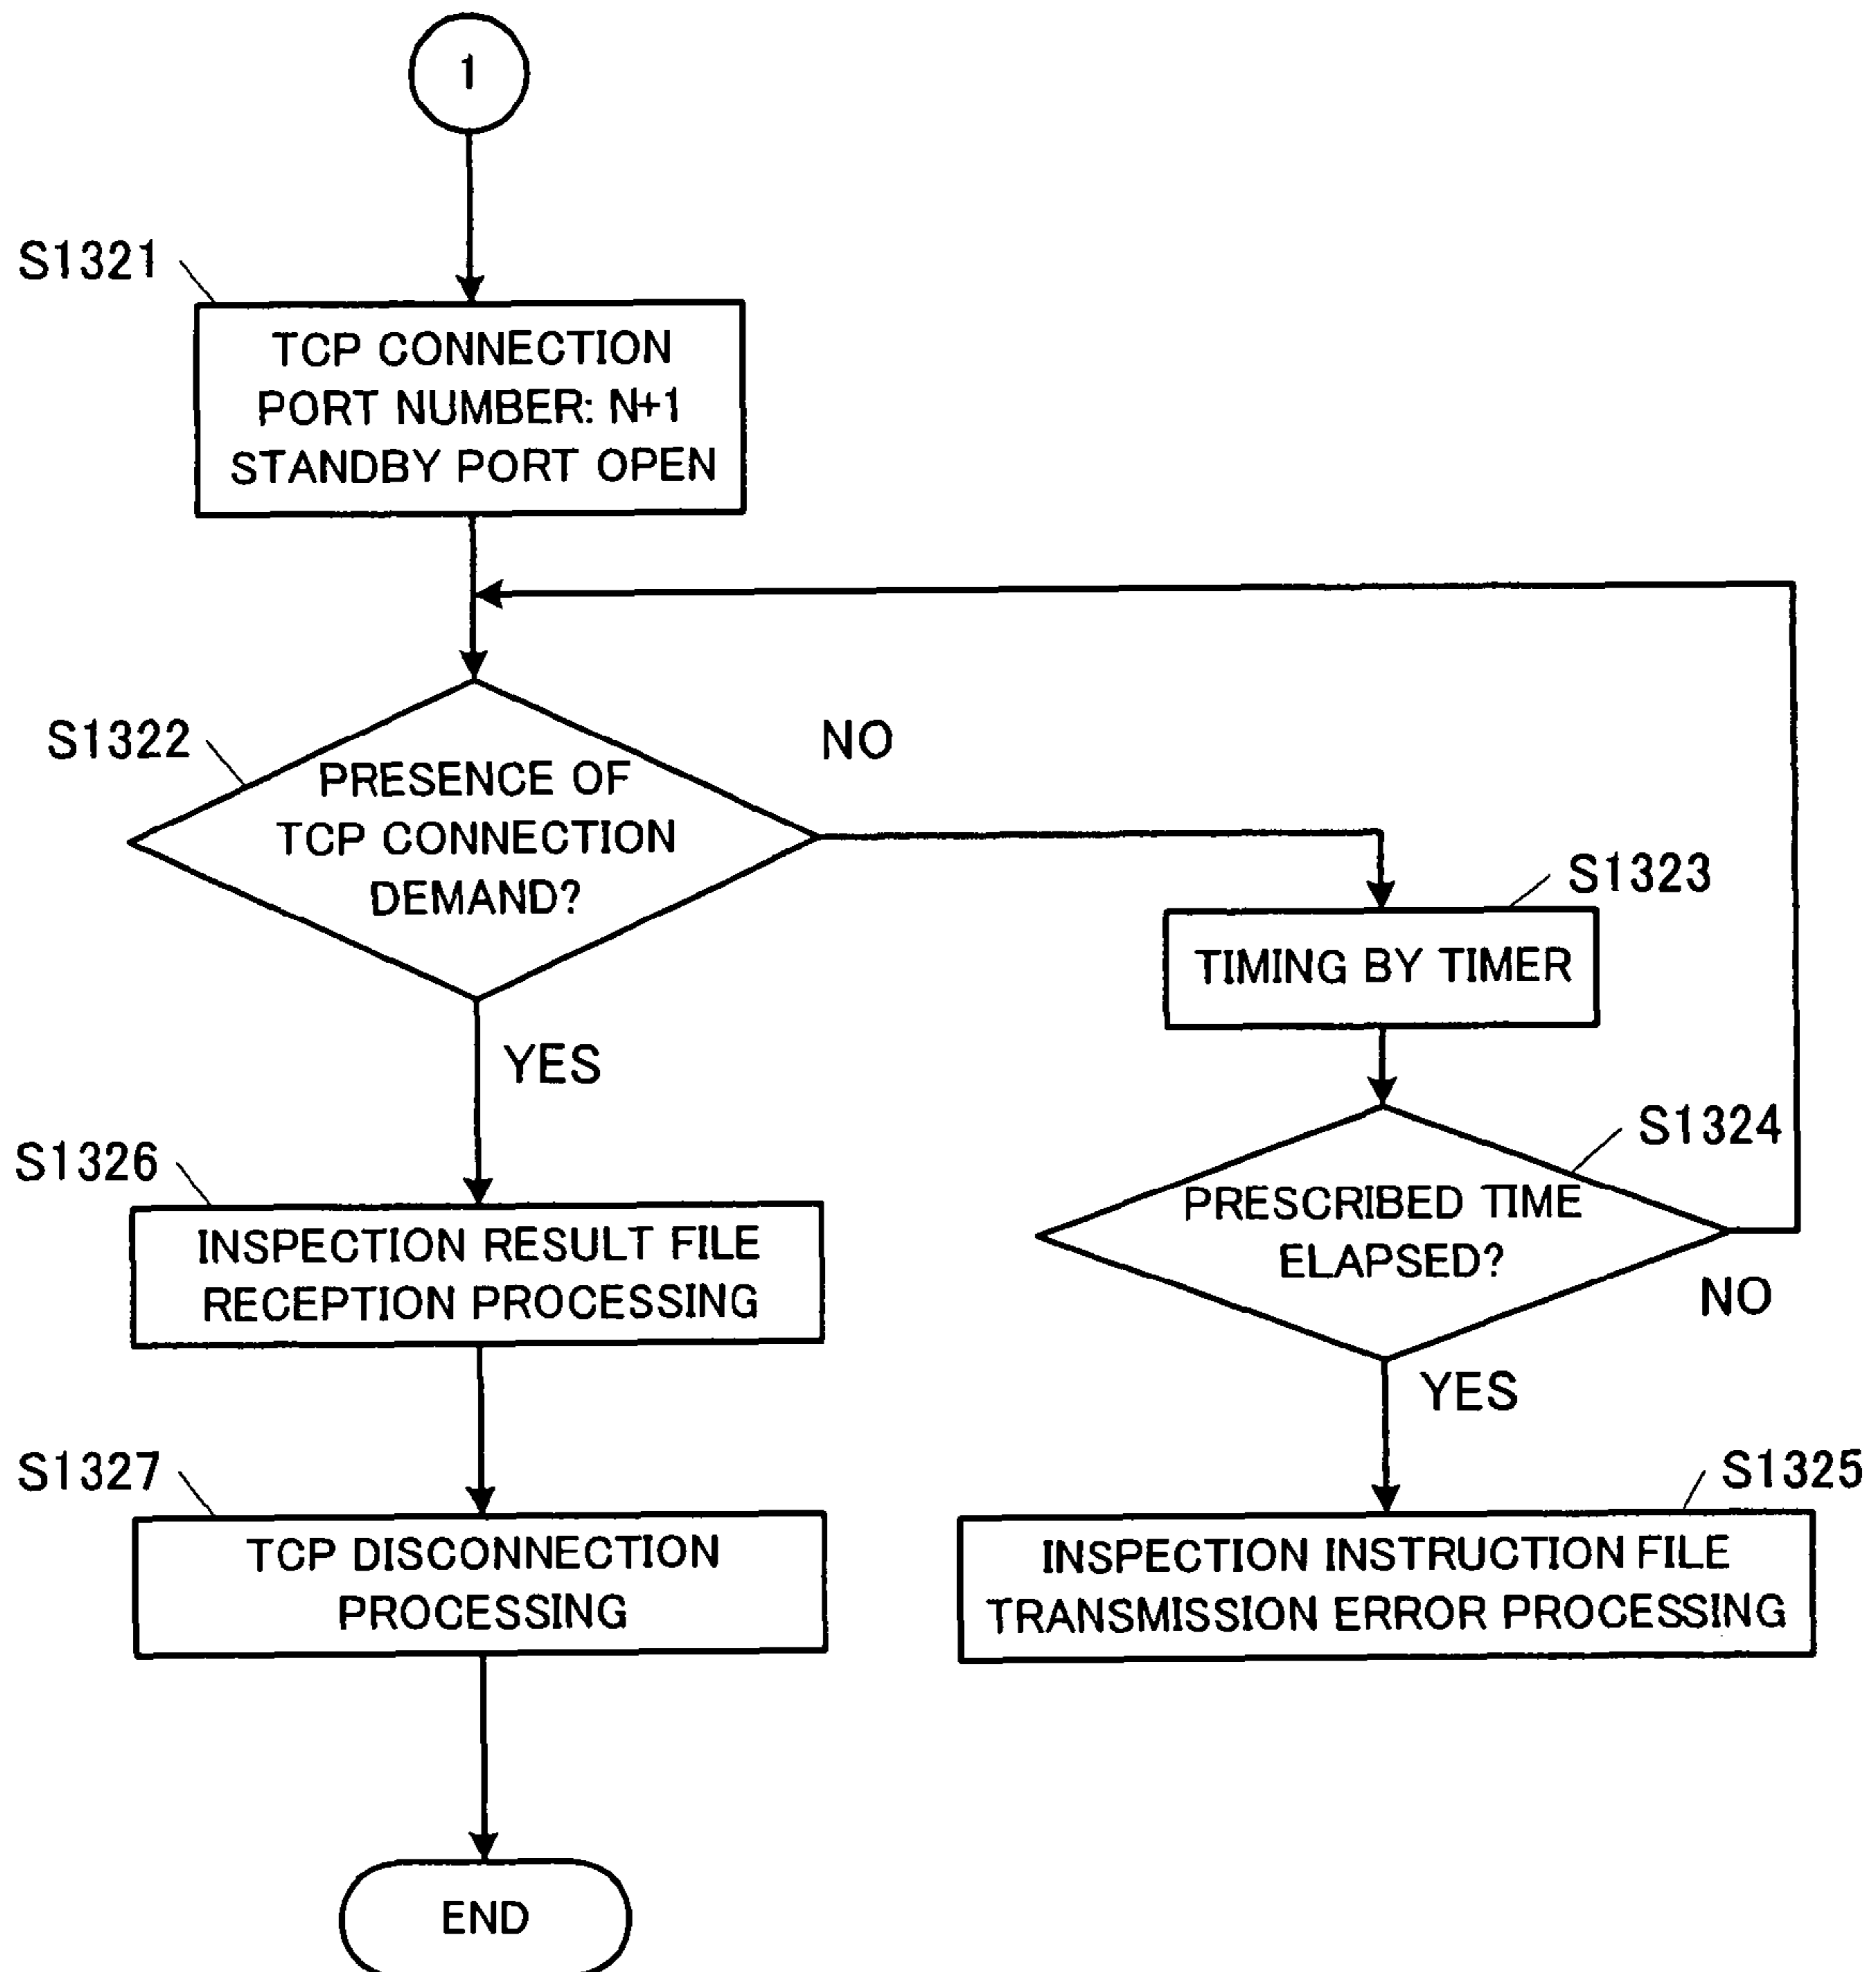 1
S1321
TCP CONNECTION
PORT NUMBER: N+1
STANDBY PORT OPEN
S1322
PRESENCE OF
TCP CONNECTION
DEMAND?
NO
S1323
TIMING BY TIMER
YES
S1324
PRESCRIBED TIME
ELAPSED?
NO
YES
S1326
INSPECTION RESULT FILE
RECEPTION PROCESSING
S1325
INSPECTION INSTRUCTION FILE
TRANSMISSION ERROR PROCESSING
S1327
TCP DISCONNECTION
PROCESSING
END